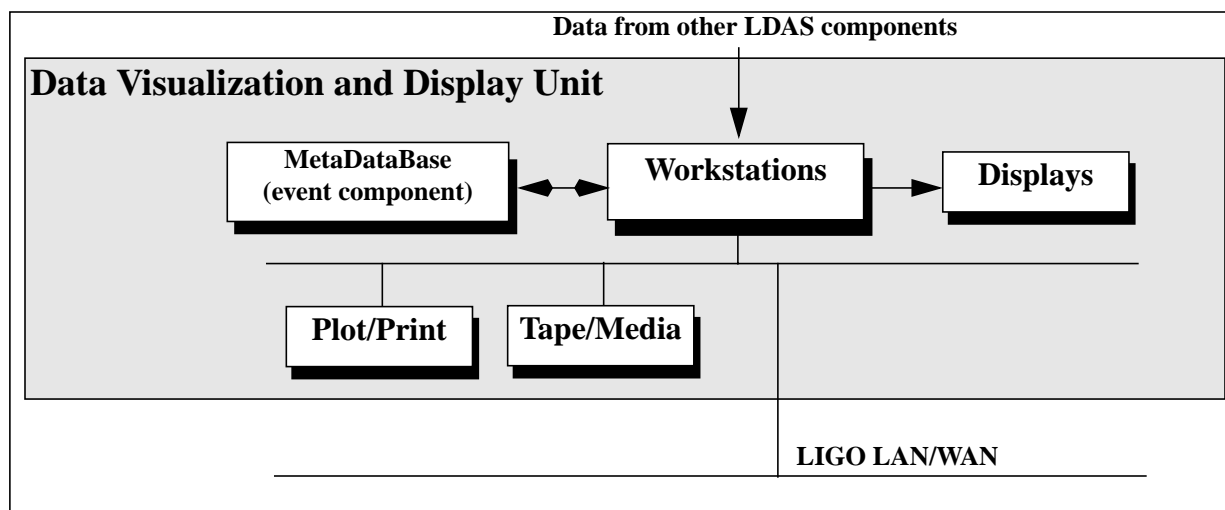 Data from other LDAS components
Data Visualization and Display Unit
MetaDataBase
(event component)
Workstations
Displays
Plot/Print
Tape/Media
LIGO LAN/WAN